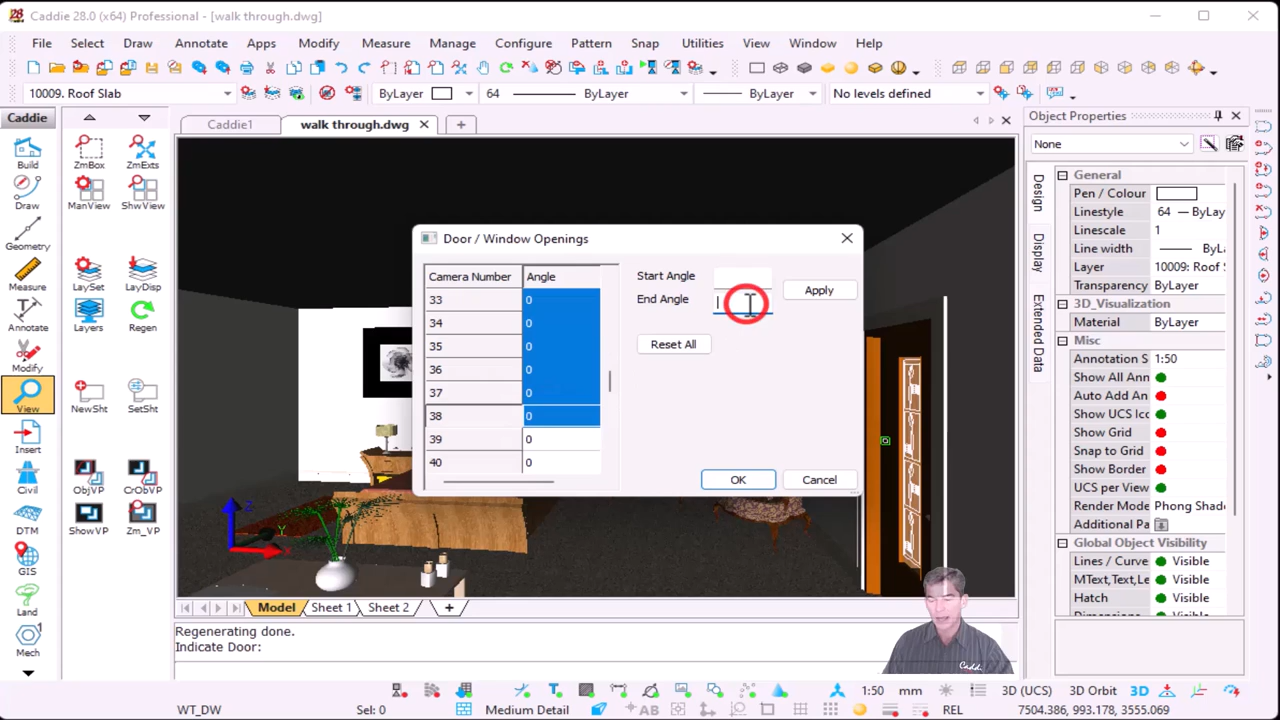 Caddie 28.0 (x64) Professional - [walk through.dwg]
File Select Draw Annotate Apps Modify Measure Manage Configure Pattern Snap Utilities View Window Help
10009. Roof Slab ByLayer 64 ByLayer ByLayer No levels defined
Caddie
Caddie1 walk through.dwg
Object Properties
None
Build
Draw
Geometry
Measure
Annotate
Modify
View
Insert
Civil
DTM
GIS
Land
Mech
ZmBox ZmExts
ManView ShwView
LaySet LayDisp
Layers Regen
NewSht SetSht
ObjVP CrObVP
ShowVP Zm_VP
Door / Window Openings
Camera Number Angle
33 0
34 0
35 0
36 0
37 0
38 0
39 0
40 0
Start Angle
End Angle
Apply
Reset All
OK Cancel
Design
Display
Extended Data
General
Pen / Colour
Linestyle 64 — ByLay
Linescale 1
Line width ByLa
Layer 10009: Roof S
Transparency ByLayer
3D_Visualization
Material ByLayer
Misc
Annotation S 1:50
Show All Ann
Auto Add An
Show UCS Ico
Show Grid
Snap to Grid
Show Border
UCS per View
Render Mode Phong Shade
Additional Pa
Global Object Visibility
Lines / Curve Visible
MText,Text,Le Visible
Hatch Visible
Dimensions Visible
Z
Y
X
Model Sheet 1 Sheet 2
Regenerating done.
Indicate Door:
Caddie
1:50 mm 3D (UCS) 3D Orbit 3D
WT_DW Sel: 0 Medium Detail AB REL 7504.386, 993.178, 3555.069